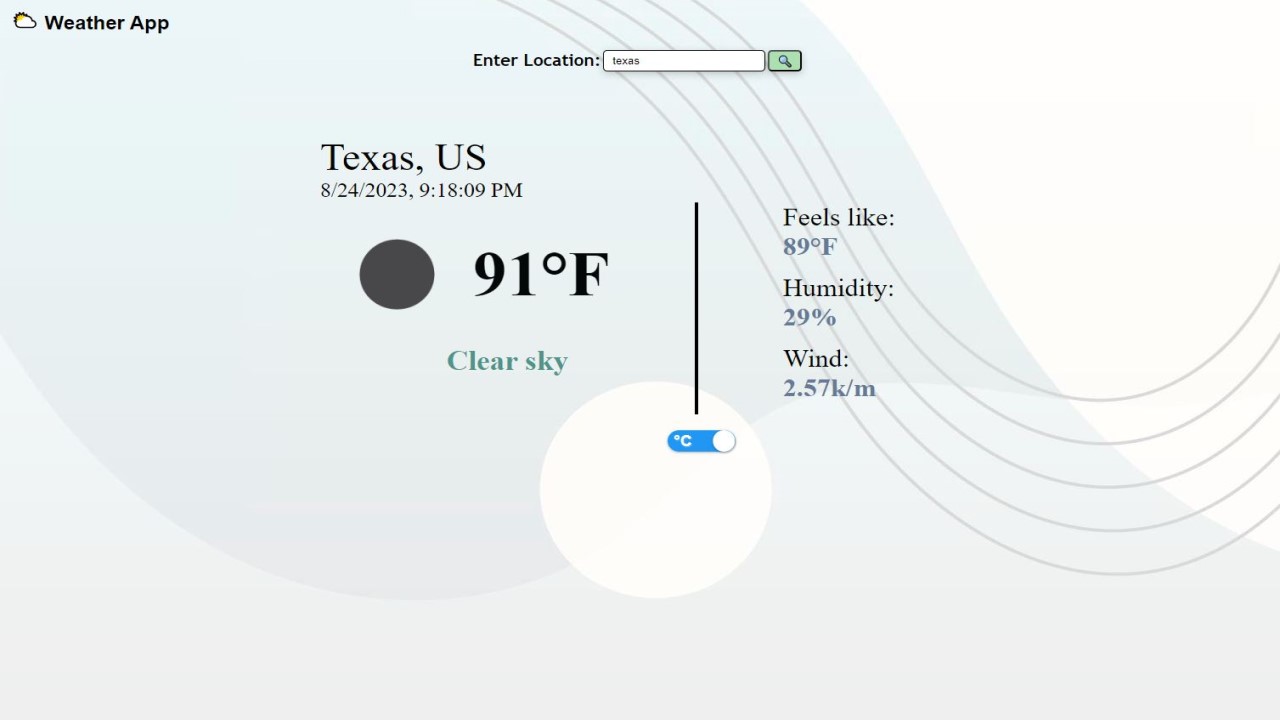 Weather App
Enter Location: texas
Texas, US
8/24/2023, 9:18:09 PM
91°F
Clear sky
Feels like:
89°F
Humidity:
29%
Wind:
2.57k/m
°C